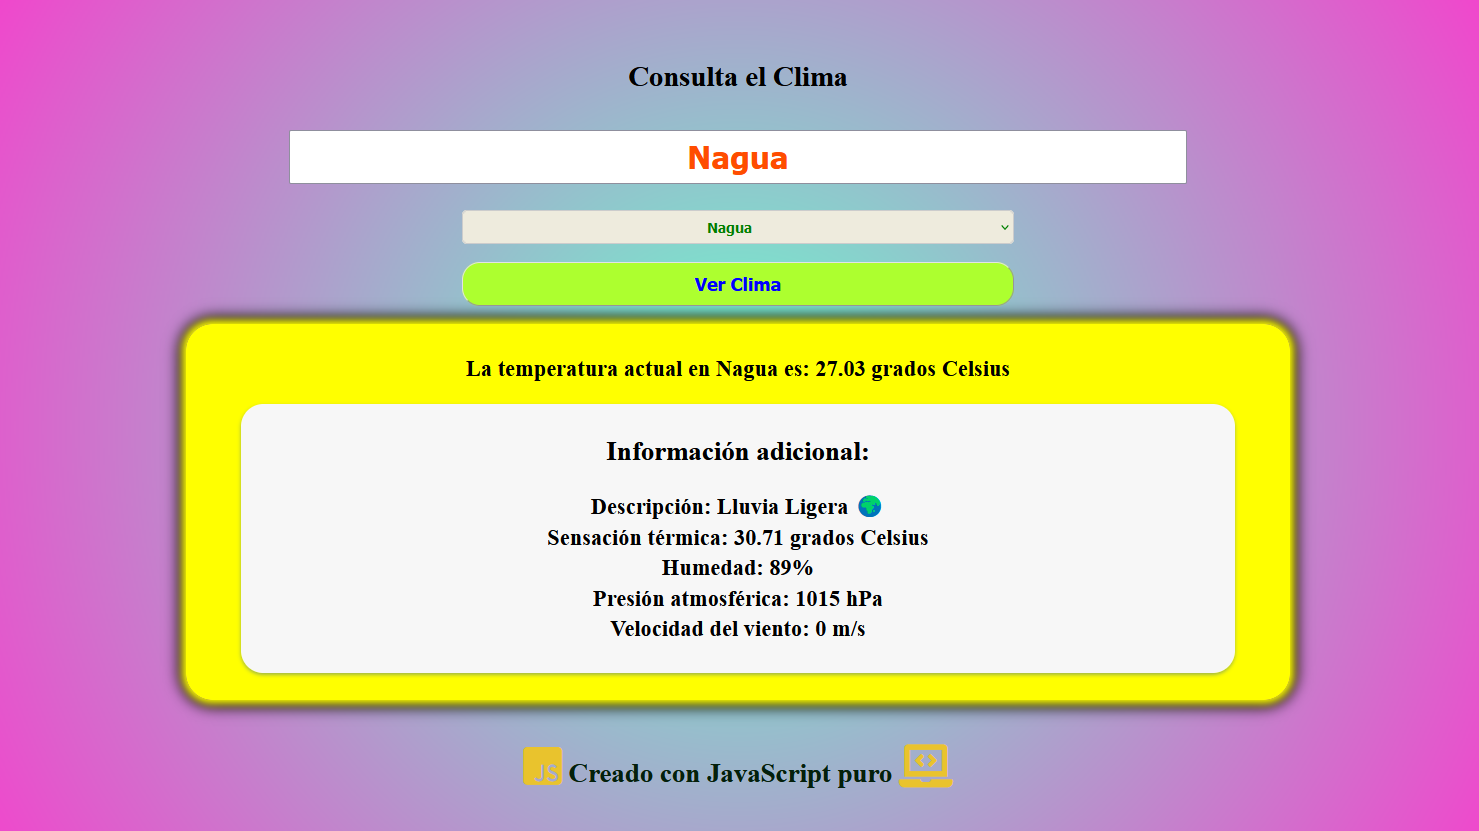 Consulta el Clima
Nagua
Nagua
Ver Clima
La temperatura actual en Nagua es: 27.03 grados Celsius
Información adicional:
Descripción: Lluvia Ligera
Sensación térmica: 30.71 grados Celsius
Humedad: 89%
Presión atmosférica: 1015 hPa
Velocidad del viento: 0 m/s
JS Creado con JavaScript puro